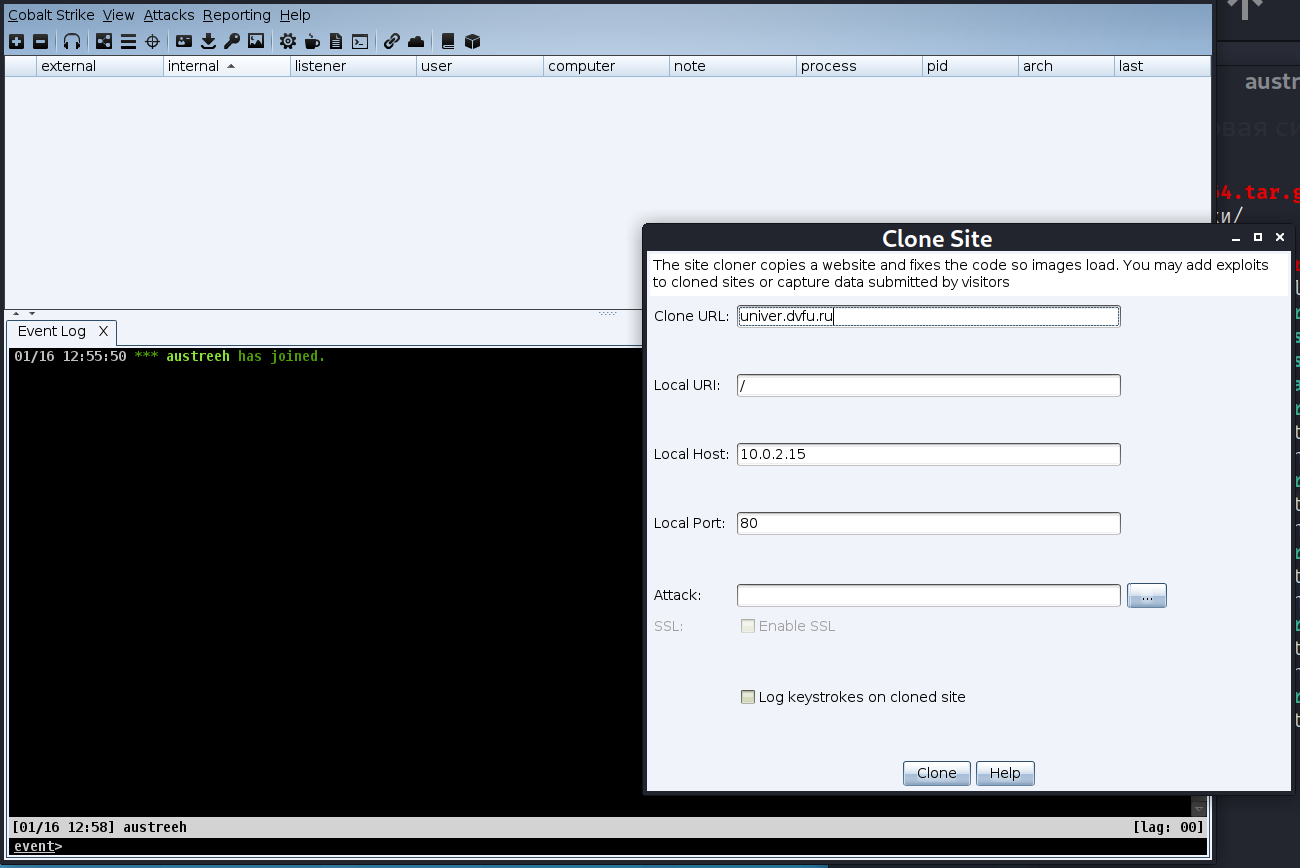 Cobalt Strike View Attacks Reporting Help
external internal listener user computer note process pid arch last
austr
овая си
64.tar.g
ки/
Clone Site
The site cloner copies a website and fixes the code so images load. You may add exploits
to cloned sites or capture data submitted by visitors
Clone URL: univer.dvfu.ru
Local URI: /
Local Host: 10.0.2.15
Local Port: 80
Attack: ...
SSL: Enable SSL
Log keystrokes on cloned site
Clone Help
Event Log X
01/16 12:55:50 *** austreeh has joined.
[01/16 12:58] austreeh [lag: 00]
event>